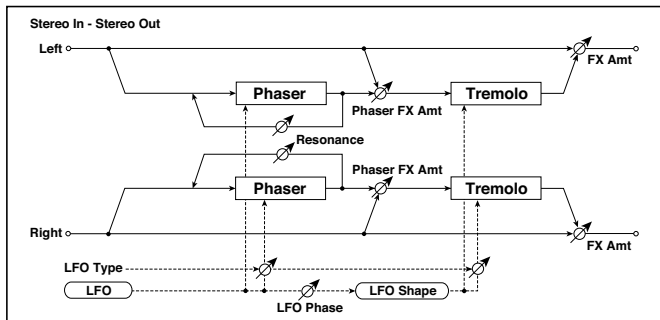 Stereo In - Stereo Out
Left
FX Amt
Phaser
Tremolo
Phaser FX Amt
Resonance
Phaser FX Amt
Phaser
Tremolo
Right
FX Amt
LFO Type
LFO
LFO Phase
LFO Shape